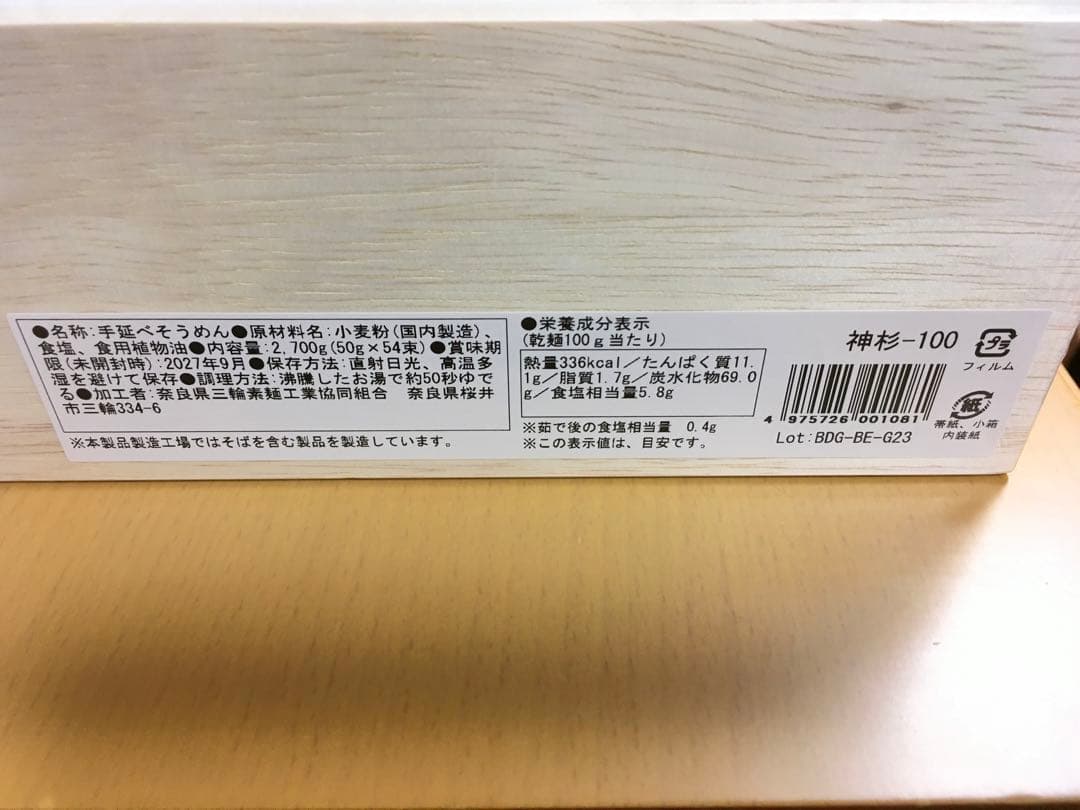 ●名称:手延べそうめん●原材料名:小麦粉(国内製造)、
食塩、食用植物油●内容量:2,700g(50g×54束)●賞味期
限(未開封時):2027年9月●保存方法:直射日光、高温多
湿を避けて保存●調理方法:沸騰したお湯で約50秒ゆで
る●加工者:奈良県三輪素麺工業協同組合 奈良県桜井
市三輪334-6
※本製品製造工場ではそばを含む製品を製造しています。
●栄養成分表示
(乾麺100g当たり)
熱量336kcal/たんぱく質11.
1g/脂質1.7g/炭水化物69.0
g/食塩相当量5.8g
※茹で後の食塩相当量 0.4g
※この表示値は、目安です。
神杉-100
4 975726 001081
Lot:BDG-BE-G23
プラ
フィルム
紙
帯紙、小箱
内装紙